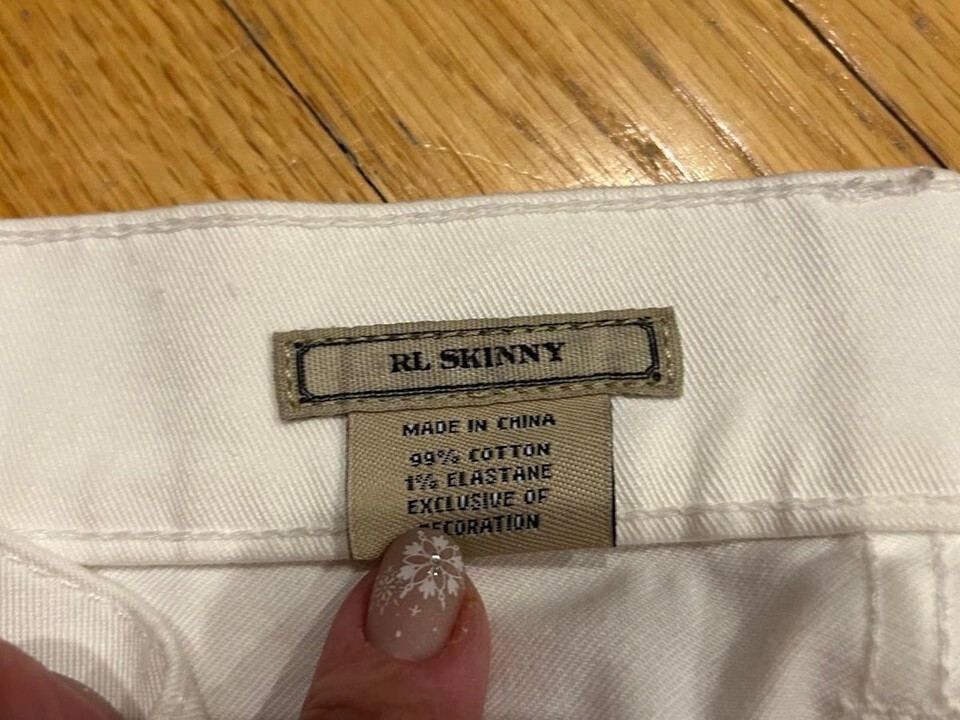 RL SKINNY
MADE IN CHINA
99% COTTON
1% ELASTANE
EXCLUSIVE OF
DECORATION